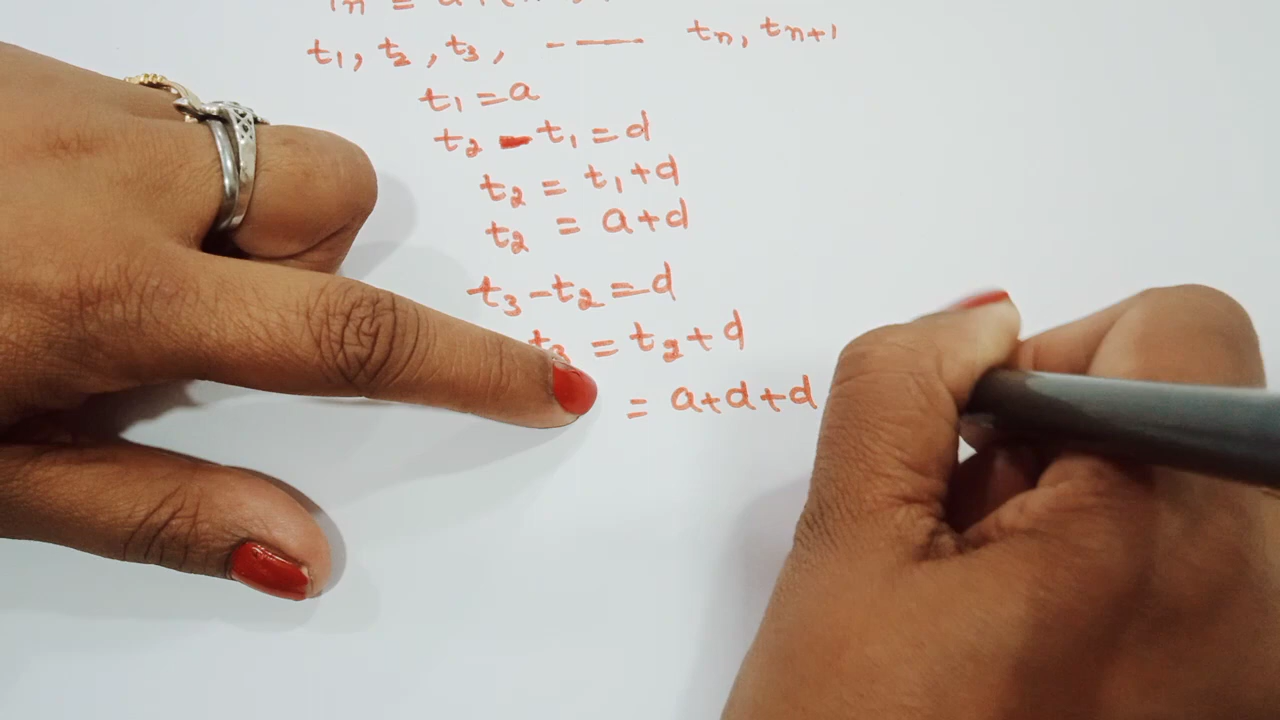 t₁, t₂, t₃, ------ tₙ, tₙ₊₁
t₁ = a
t₂ - t₁ = d
t₂ = t₁+d
t₂ = a+d
t₃-t₂ = d
t₃ = t₂+d
= a+d+d